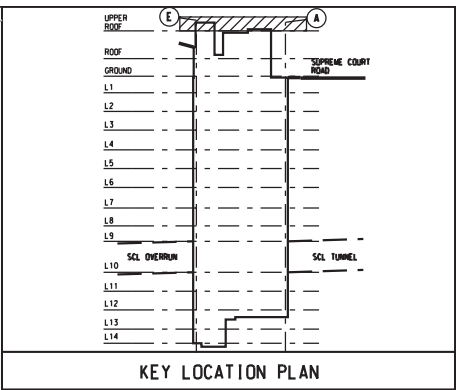 UPPER
ROOF
E
A
ROOF
SUPREME COURT
ROAD
GROUND
L1
L2
L3
L4
L5
L6
L7
L8
L9
SCL OVERRUN
SCL TUNNEL
L10
L11
L12
L13
L14
KEY LOCATION PLAN